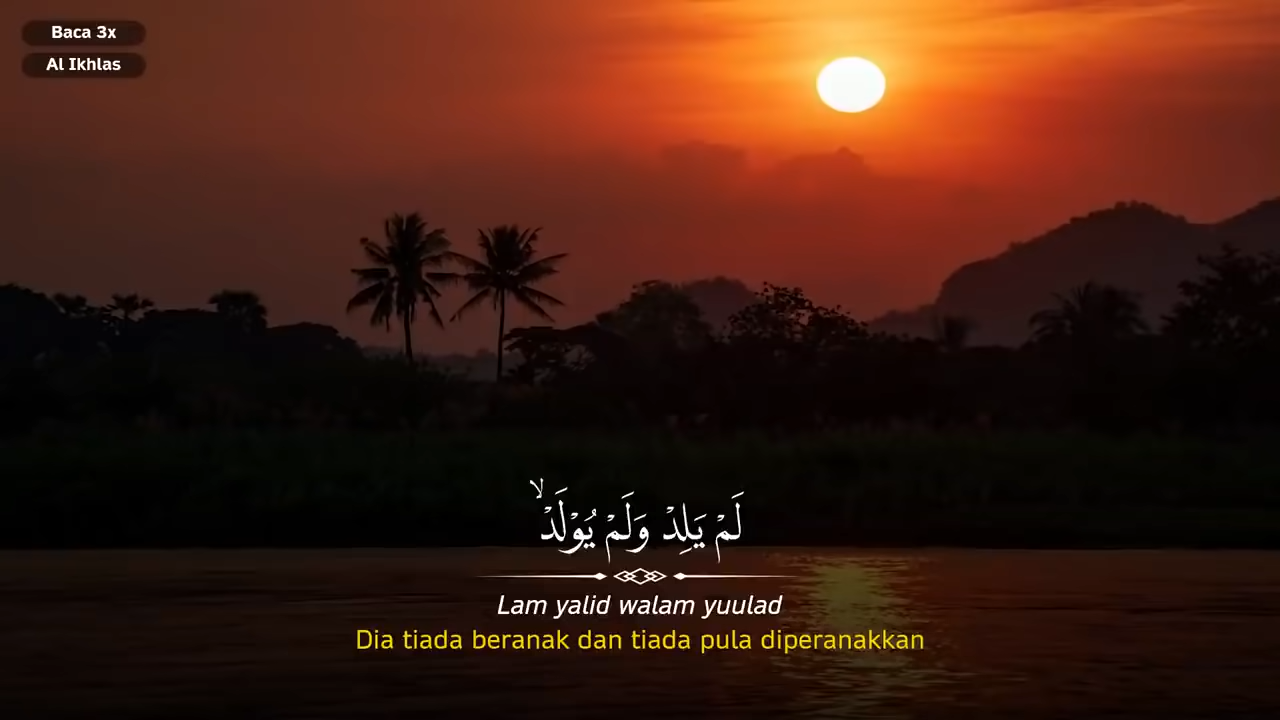 Baca 3x
Al Ikhlas
لَمْ يَلِدْ وَلَمْ يُوْلَدْۙ
Lam yalid walam yuulad
Dia tiada beranak dan tiada pula diperanakkan